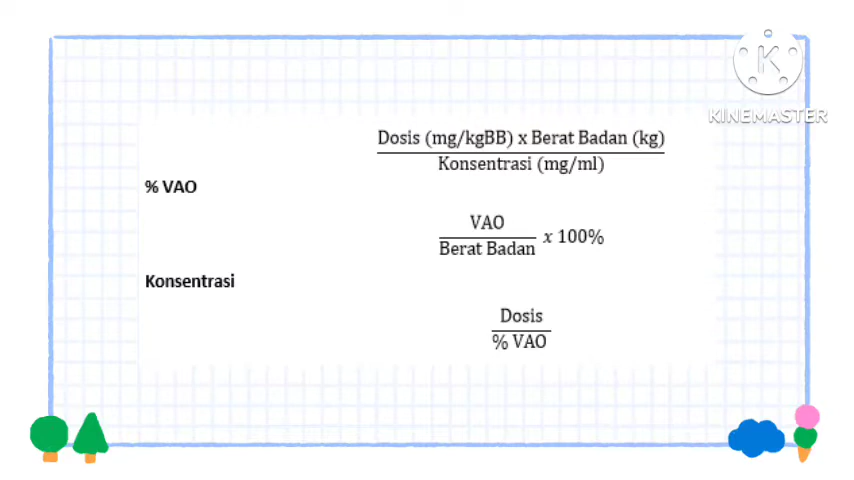 KINEMASTER
Dosis (mg/kgBB) x Berat Badan (kg)
Konsentrasi (mg/ml)
% VAO
VAO
Berat Badan
x 100%
Konsentrasi
Dosis
% VAO